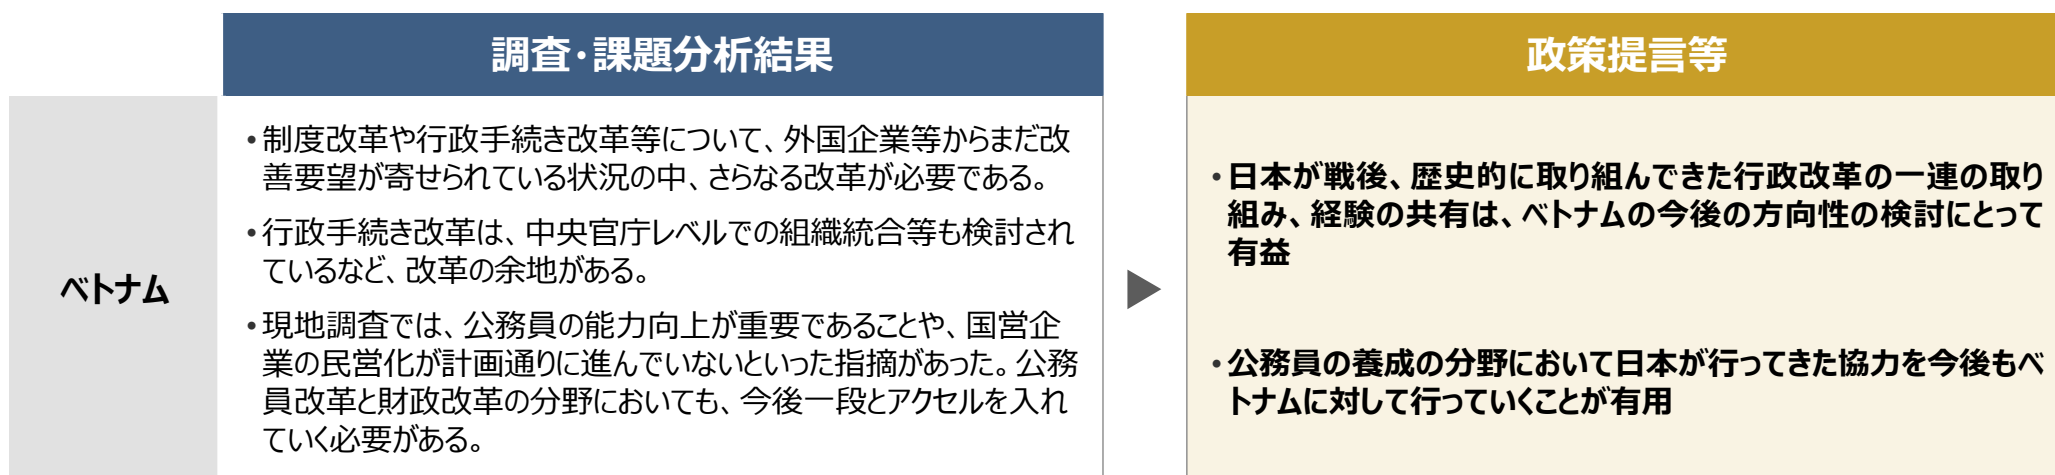 調査・課題分析結果
政策提言等
ベトナム
•制度改革や行政手続き改革等について、外国企業等からまだ改
善要望が寄せられている状況の中、さらなる改革が必要である。
•行政手続き改革は、中央官庁レベルでの組織統合等も検討され
ているなど、改革の余地がある。
•現地調査では、公務員の能力向上が重要であることや、国営企
業の民営化が計画通りに進んでいないといった指摘があった。公務
員改革と財政改革の分野においても、今後一段とアクセルを入れ
ていく必要がある。
•日本が戦後、歴史的に取り組んできた行政改革の一連の取り
組み、経験の共有は、ベトナムの今後の方向性の検討にとって
有益
•公務員の養成の分野において日本が行ってきた協力を今後もベ
トナムに対して行っていくことが有用